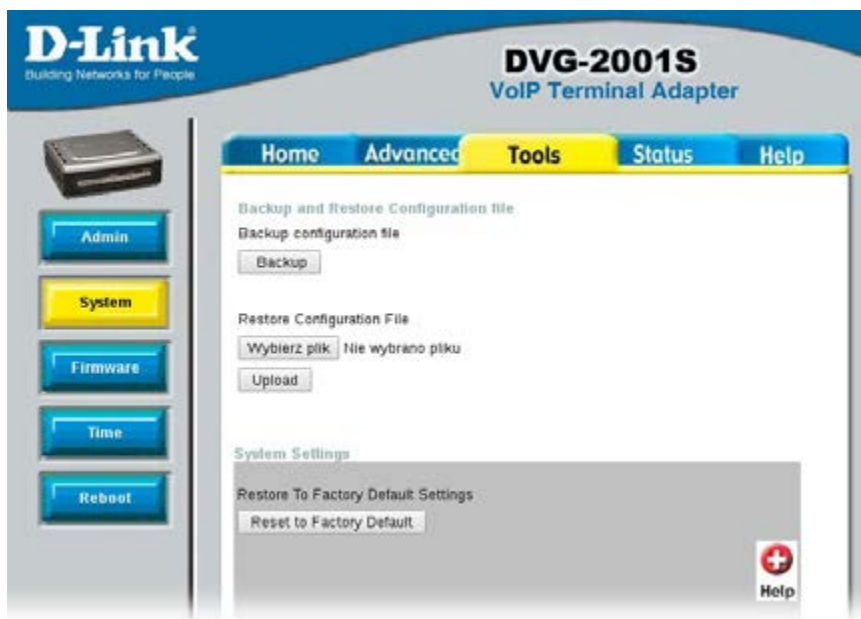 D-Link
Building Networks for People
DVG-2001S
VoIP Terminal Adapter
Home Advanced Tools Status Help
Admin
System
Firmware
Time
Reboot
Backup and Restore Configuration file
Backup configuration file
Backup
Restore Configuration File
Wybierz plik Nie wybrano pliku
Upload
System Settings
Restore To Factory Default Settings
Reset to Factory Default
Help